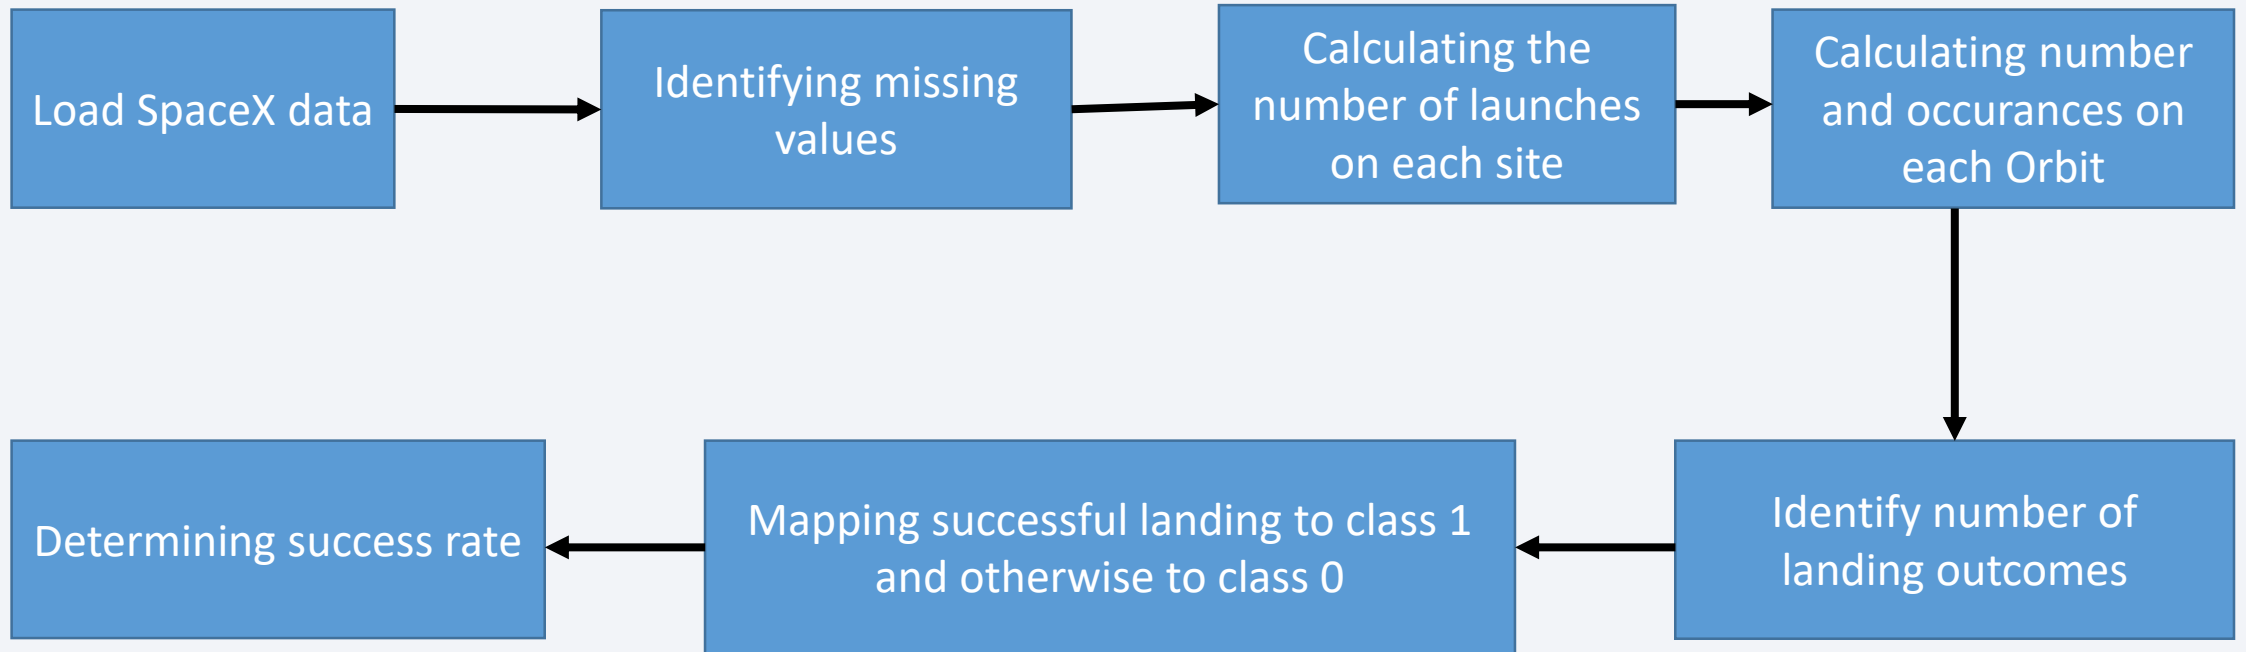 Load SpaceX data
Identifying missing
values
Calculating the
number of launches
on each site
Calculating number
and occurances on
each Orbit
Identify number of
landing outcomes
Mapping successful landing to class 1
and otherwise to class 0
Determining success rate